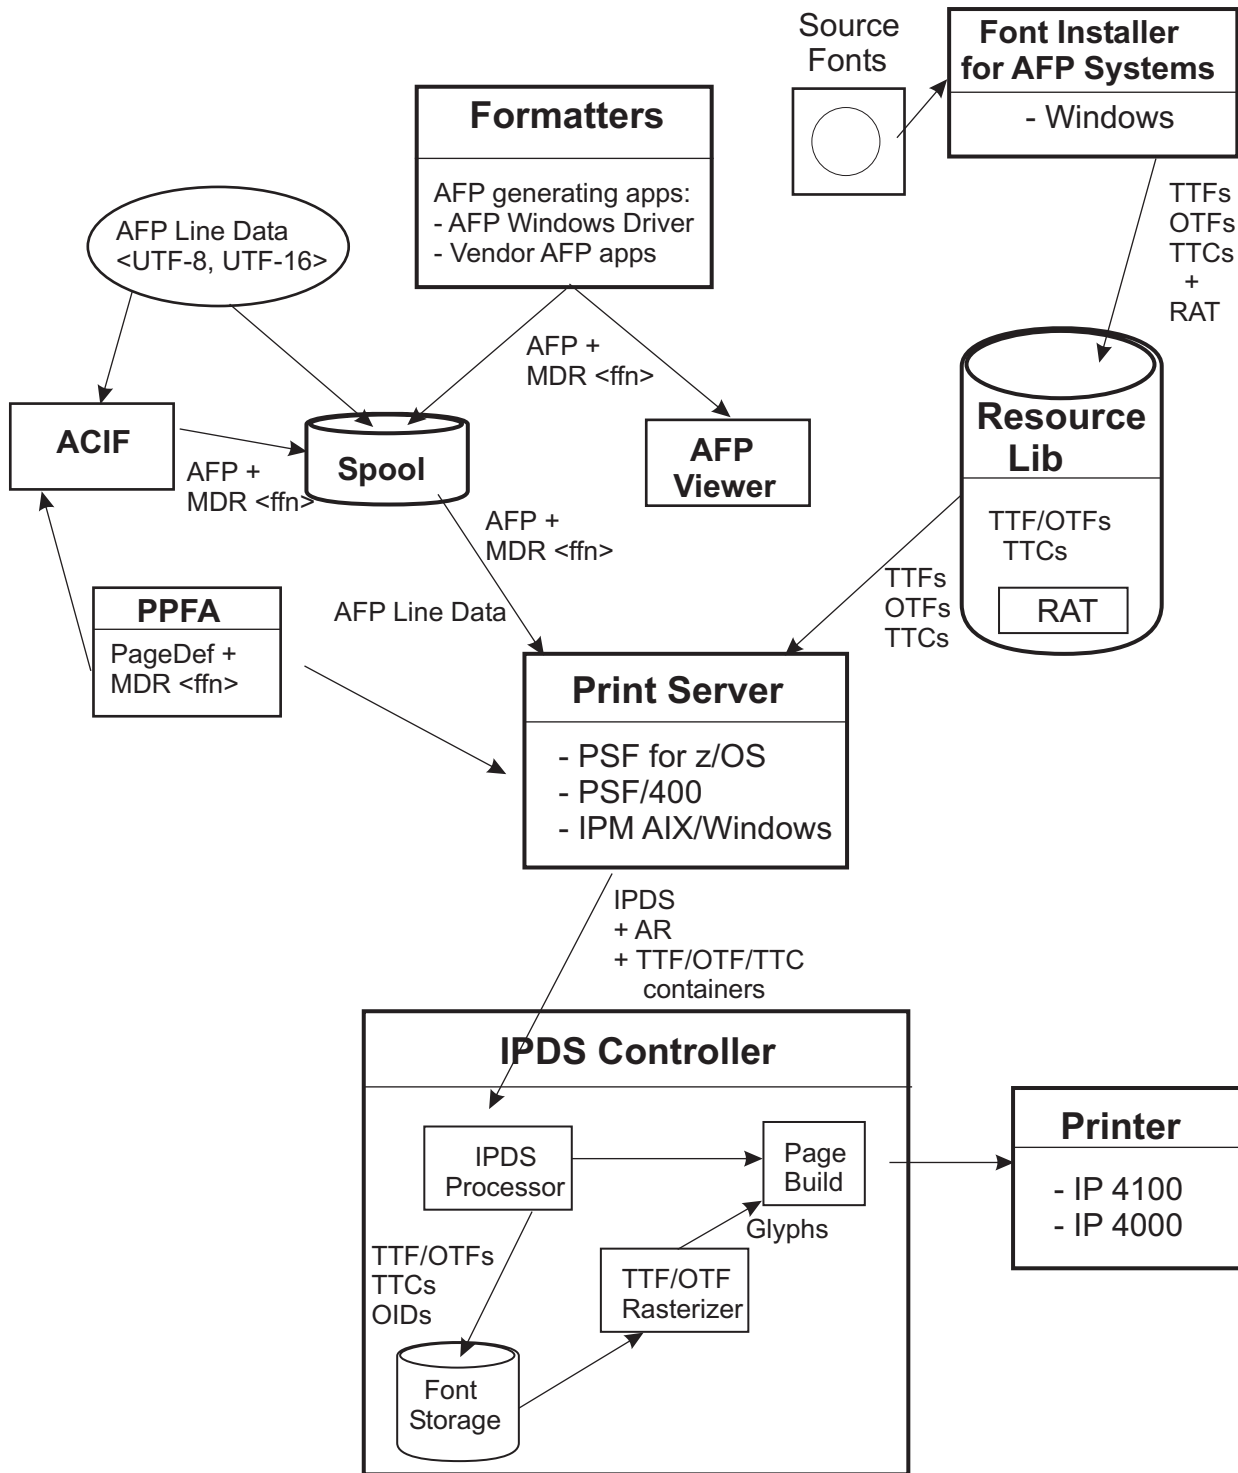 Source
Fonts
Font Installer
for AFP Systems
- Windows
Formatters
AFP generating apps:
- AFP Windows Driver
- Vendor AFP apps
AFP Line Data
<UTF-8, UTF-16>
TTFs
OTFs
TTCs
+
RAT
AFP +
MDR <ffn>
ACIF
AFP +
MDR <ffn>
Spool
AFP
Viewer
Resource
Lib
TTF/OTFs
TTCs
RAT
AFP +
MDR <ffn>
TTFs
OTFs
TTCs
PPFA
PageDef +
MDR <ffn>
AFP Line Data
Print Server
- PSF for z/OS
- PSF/400
- IPM AIX/Windows
IPDS
+ AR
+ TTF/OTF/TTC
containers
IPDS Controller
IPDS
Processor
Page
Build
Glyphs
TTF/OTFs
TTCs
OIDs
TTF/OTF
Rasterizer
Font
Storage
Printer
- IP 4100
- IP 4000